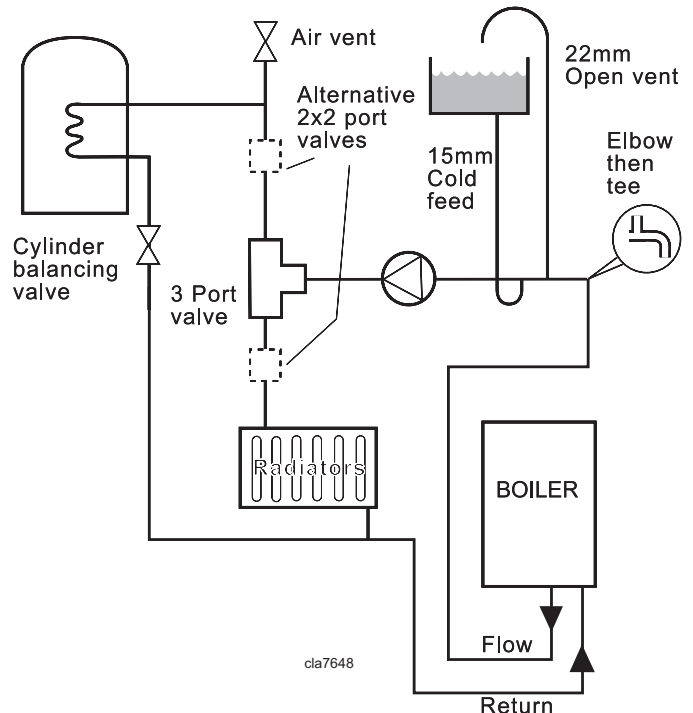 Air vent
22mm
Open vent
Alternative
2x2 port
valves
15mm
Cold
feed
Elbow
then
tee
Cylinder
balancing
valve
3 Port
valve
Radiators
BOILER
Flow
cla7648
Return